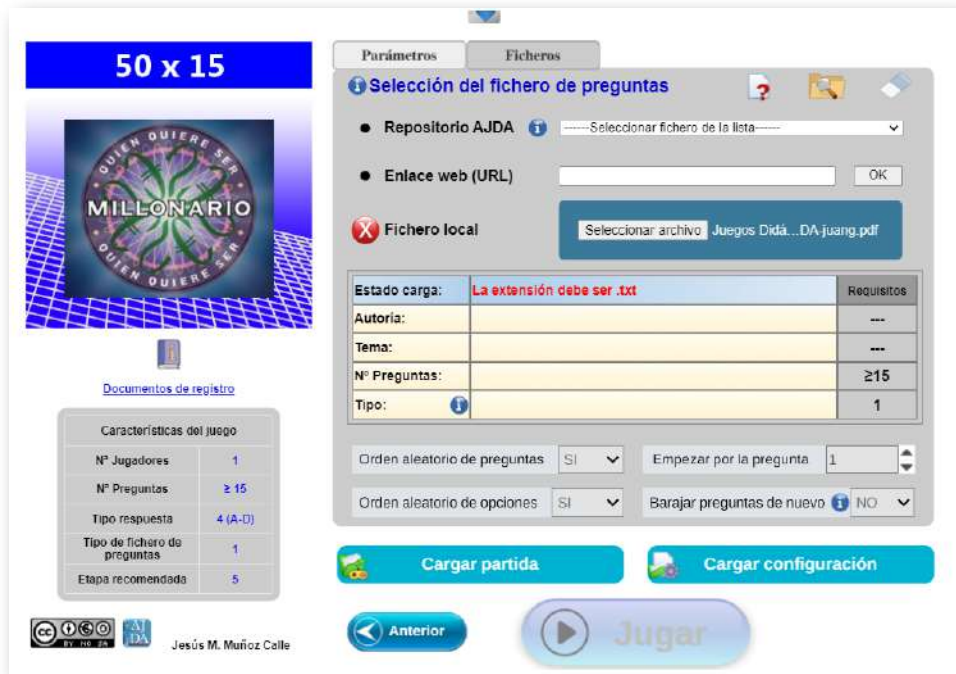 50 x 15
QUIEN QUIERE SER
MILLONARIO
QUIEN QUIERE SER
Documentos de registro
Características del juego
Nº Jugadores 1
Nº Preguntas ≥ 15
Tipo respuesta 4 (A-D)
Tipo de fichero de
preguntas 1
Etapa recomendada 5
cc BY NC SA
AJDA
Jesús M. Muñoz Calle
Parámetros Ficheros
Selección del fichero de preguntas
Repositorio AJDA ------Seleccionar fichero de la lista------
Enlace web (URL) OK
Fichero local Seleccionar archivo Juegos Didá...DA-juang.pdf
Estado carga: La extensión debe ser .txt Requisitos
Autoría: ---
Tema: ---
Nº Preguntas: ≥15
Tipo: 1
Orden aleatorio de preguntas SI Empezar por la pregunta 1
Orden aleatorio de opciones SI Barajar preguntas de nuevo NO
Cargar partida Cargar configuración
Anterior Jugar